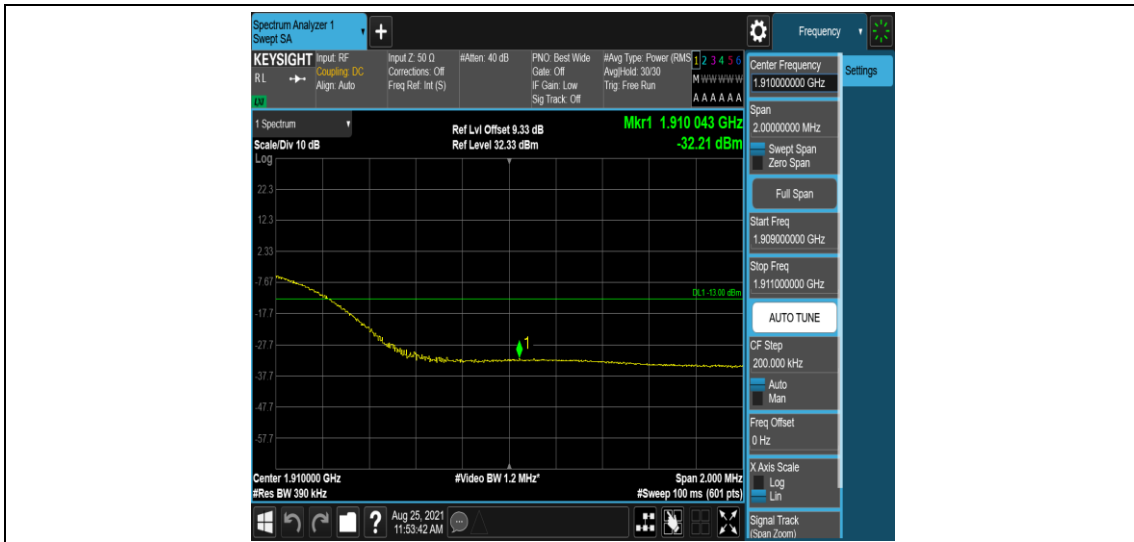 Spectrum Analyzer 1
Swept SA
+
Frequency
KEYSIGHT
RL
Input: RF
Coupling: DC
Align: Auto
Input Z: 50 Ω
Corrections: Off
Freq Ref: Int (S)
#Atten: 40 dB
PNO: Best Wide
Gate: Off
IF Gain: Low
Sig Track: Off
#Avg Type: Power (RMS
Avg|Hold: 30/30
Trig: Free Run
1 2 3 4 5 6
M W W W W W
A A A A A A
1 Spectrum
Scale/Div 10 dB
Ref Lvl Offset 9.33 dB
Ref Level 32.33 dBm
Mkr1 1.910 043 GHz
-32.21 dBm
Log
22.3
12.3
2.33
-7.67
-17.7
-27.7
-37.7
-47.7
-57.7
DL1 -13.00 dBm
1
Center 1.910000 GHz
#Res BW 390 kHz
#Video BW 1.2 MHz*
Span 2.000 MHz
#Sweep 100 ms (601 pts)
Aug 25, 2021
11:53:42 AM
?
Center Frequency
1.910000000 GHz
Settings
Span
2.00000000 MHz
Swept Span
Zero Span
Full Span
Start Freq
1.909000000 GHz
Stop Freq
1.911000000 GHz
AUTO TUNE
CF Step
200.000 kHz
Auto
Man
Freq Offset
0 Hz
X Axis Scale
Log
Lin
Signal Track
(Span Zoom)